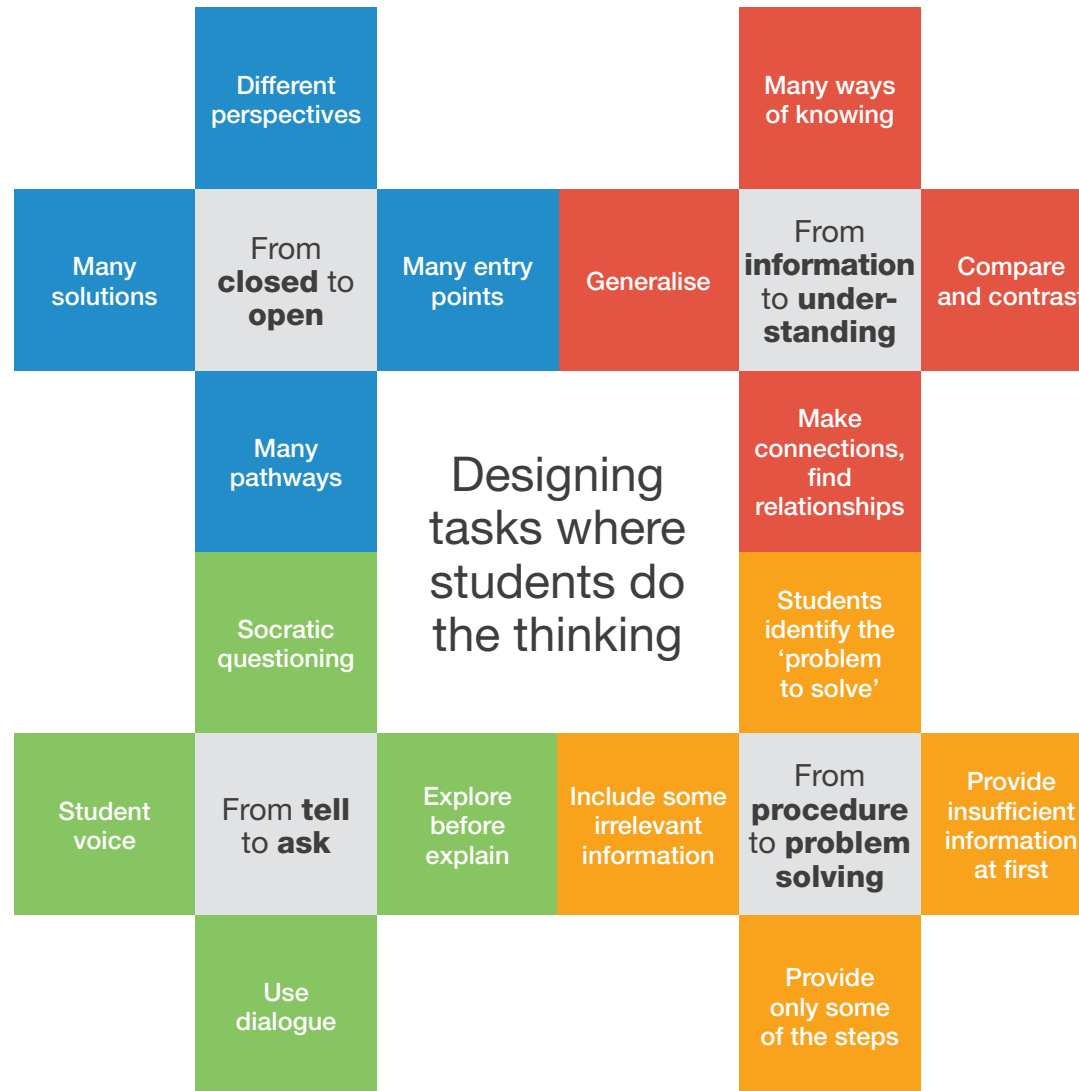 Different
perspectives
Many
solutions
From
closed to
open
Many entry
points
Many
pathways
Many ways
of knowing
Generalise
From
information
to under-
standing
Compare
and contrast
Make
connections,
find
relationships
Designing
tasks where
students do
the thinking
Socratic
questioning
Student
voice
From tell
to ask
Explore
before
explain
Use
dialogue
Students
identify the
‘problem
to solve’
Include some
irrelevant
information
From
procedure
to problem
solving
Provide
insufficient
information
at first
Provide
only some
of the steps